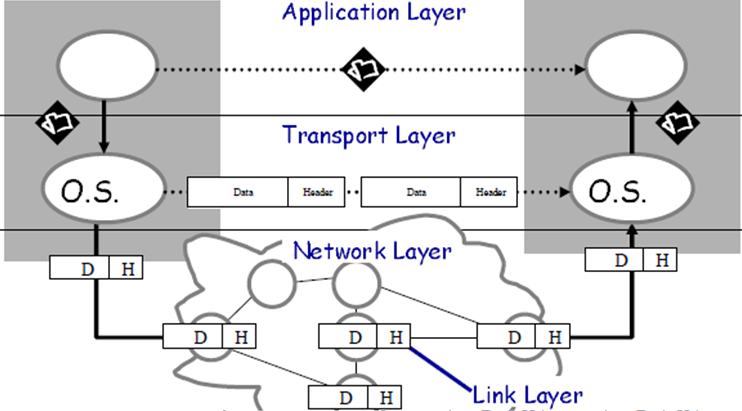 Application Layer
Transport Layer
O.S.
Data Header Data Header
O.S.
Network Layer
D H
D H
D H
D H
D H
D H
Link Layer